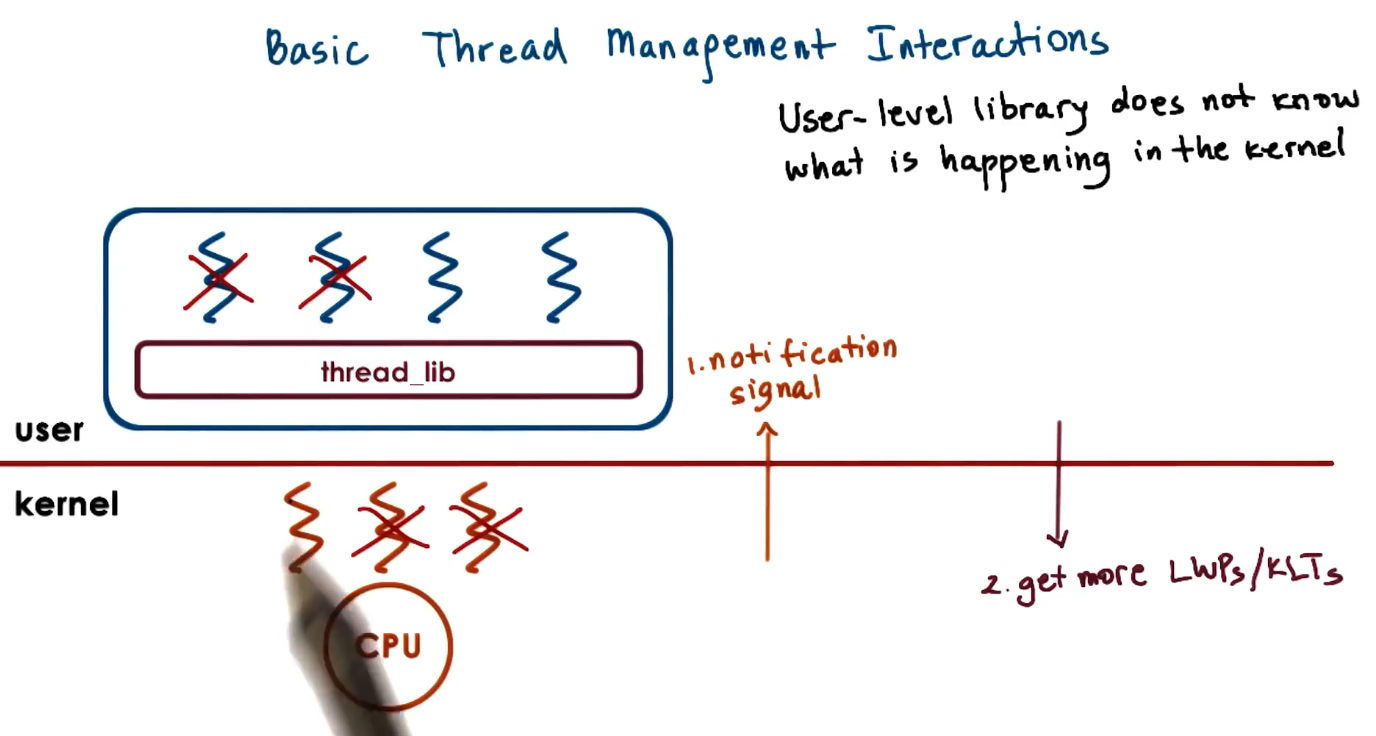 Basic Thread Management Interactions
User-level library does not know
what is happening in the kernel
thread_lib
1. notification
signal
user
kernel
2. get more LWPs/KLTs
CPU